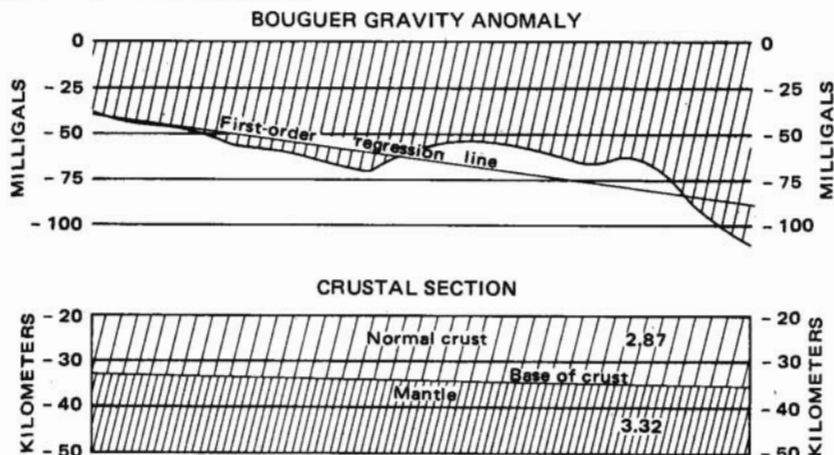 BOUGUER GRAVITY ANOMALY
0 0
- 25 - 25
- 50 - 50
- 75 - 75
- 100 - 100
MILLIGALS
MILLIGALS
First-order regression line
CRUSTAL SECTION
- 20 - 20
Normal crust 2.87
- 30 - 30
Base of crust
Mantle
- 40 - 40
3.32
- 50 - 50
KILOMETERS
KILOMETERS